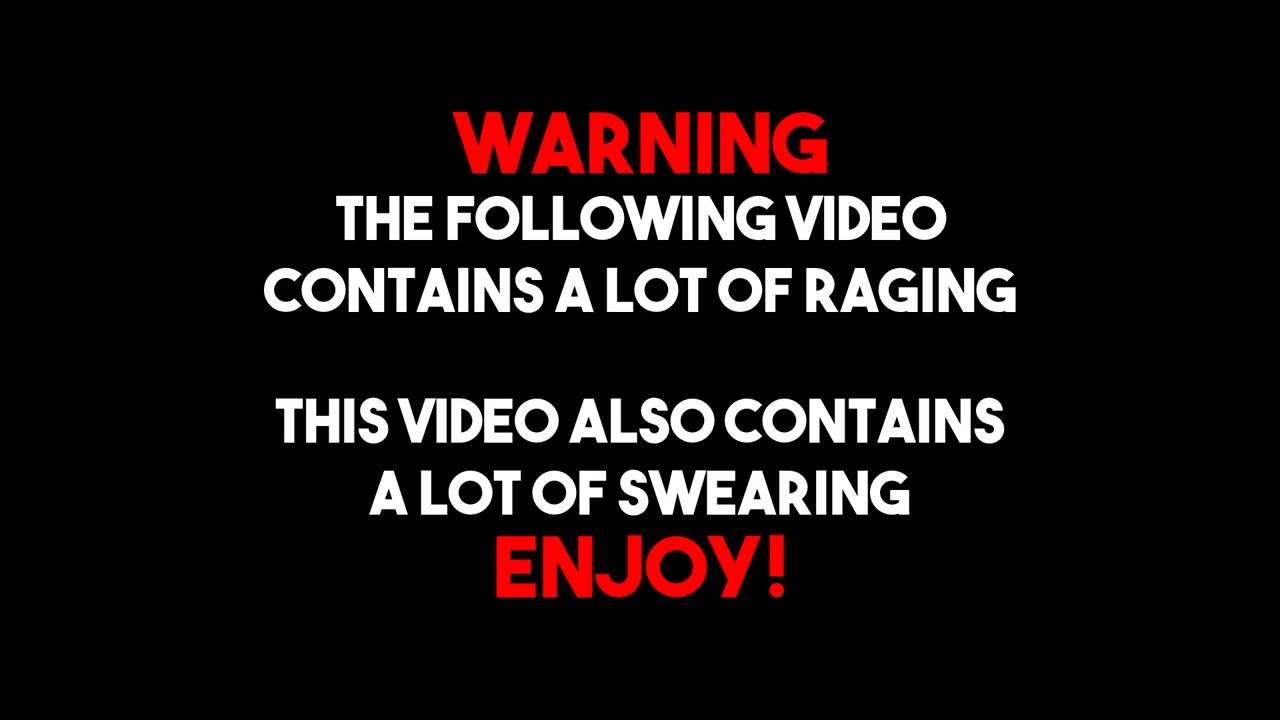 WARNING
THE FOLLOWING VIDEO
CONTAINS A LOT OF RAGING
THIS VIDEO ALSO CONTAINS
A LOT OF SWEARING
ENJOY!